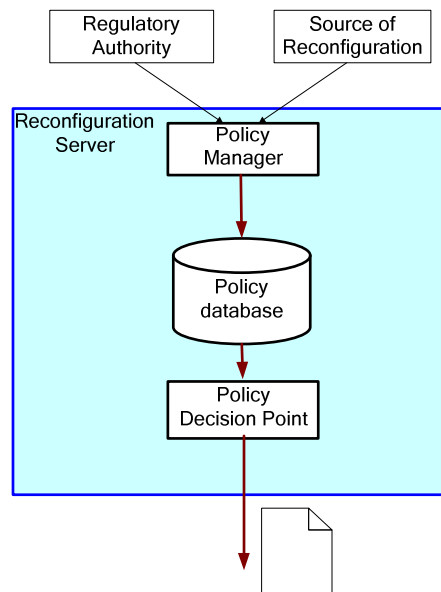 Regulatory
Authority
Source of
Reconfiguration
Reconfiguration
Server
Policy
Manager
Policy
database
Policy
Decision Point